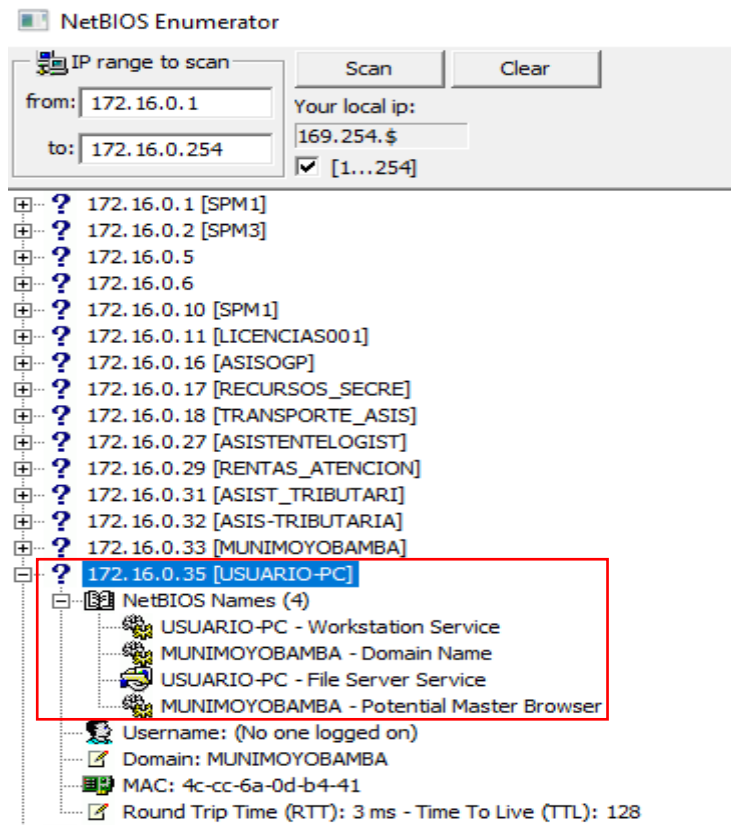 NetBIOS Enumerator
IP range to scan
Scan
Clear
from: 172.16.0.1
Your local ip:
169.254.$
to: 172.16.0.254
[1...254]
? 172.16.0.1 [SPM1]
? 172.16.0.2 [SPM3]
? 172.16.0.5
? 172.16.0.6
? 172.16.0.10 [SPM1]
? 172.16.0.11 [LICENCIAS001]
? 172.16.0.16 [ASISOGP]
? 172.16.0.17 [RECURSOS_SECRE]
? 172.16.0.18 [TRANSPORTE_ASIS]
? 172.16.0.27 [ASISTENTELOGIST]
? 172.16.0.29 [RENTAS_ATENCION]
? 172.16.0.31 [ASIST_TRIBUTARI]
? 172.16.0.32 [ASIS-TRIBUTARIA]
? 172.16.0.33 [MUNIMOYOBAMBA]
? 172.16.0.35 [USUARIO-PC]
NetBIOS Names (4)
USUARIO-PC - Workstation Service
MUNIMOYOBAMBA - Domain Name
USUARIO-PC - File Server Service
MUNIMOYOBAMBA - Potential Master Browser
Username: (No one logged on)
Domain: MUNIMOYOBAMBA
MAC: 4c-cc-6a-0d-b4-41
Round Trip Time (RTT): 3 ms - Time To Live (TTL): 128